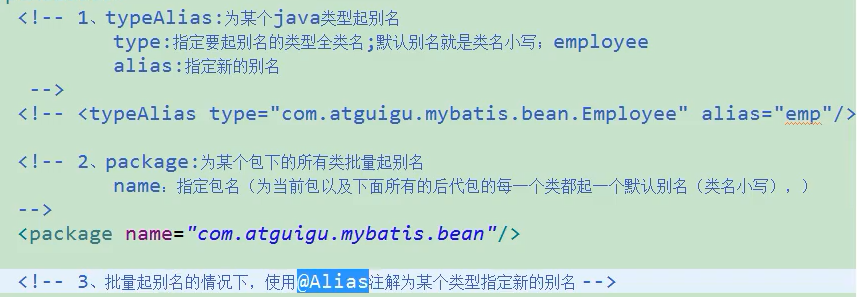 <!-- 1、typeAlias:为某个java类型起别名
type:指定要起别名的类型全类名;默认别名就是类名小写; employee
alias:指定新的别名
-->
<!-- <typeAlias type="com.atguigu.mybatis.bean.Employee" alias="emp"/>
<!-- 2、package:为某个包下的所有类批量起别名
name: 指定包名（为当前包以及下面所有的后代包的每一个类都起一个默认别名（类名小写），）
-->
<package name="com.atguigu.mybatis.bean"/>
<!-- 3、批量起别名的情况下，使用@Alias注解为某个类型指定新的别名 -->